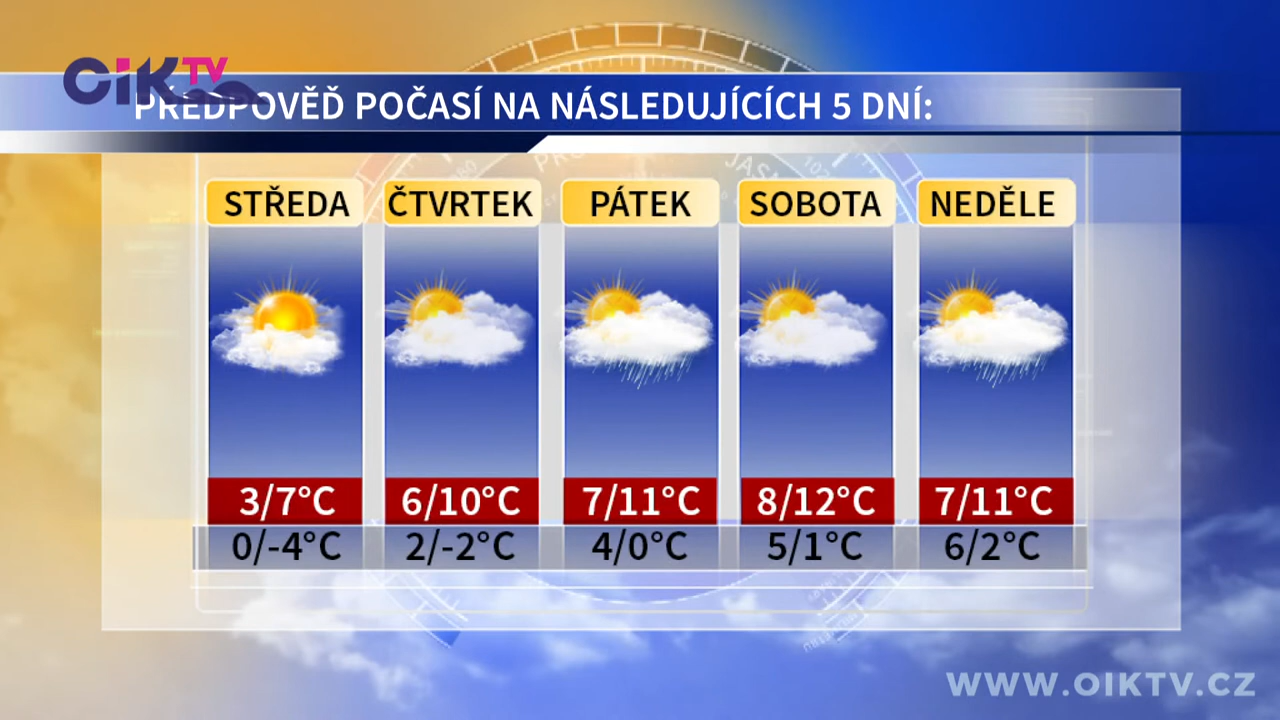 OIK TV
PŘEDPOVĚĎ POČASÍ NA NÁSLEDUJÍCÍCH 5 DNÍ:
STŘEDA ČTVRTEK PÁTEK SOBOTA NEDĚLE
3/7°C 6/10°C 7/11°C 8/12°C 7/11°C
0/-4°C 2/-2°C 4/0°C 5/1°C 6/2°C
WWW.OIKTV.CZ